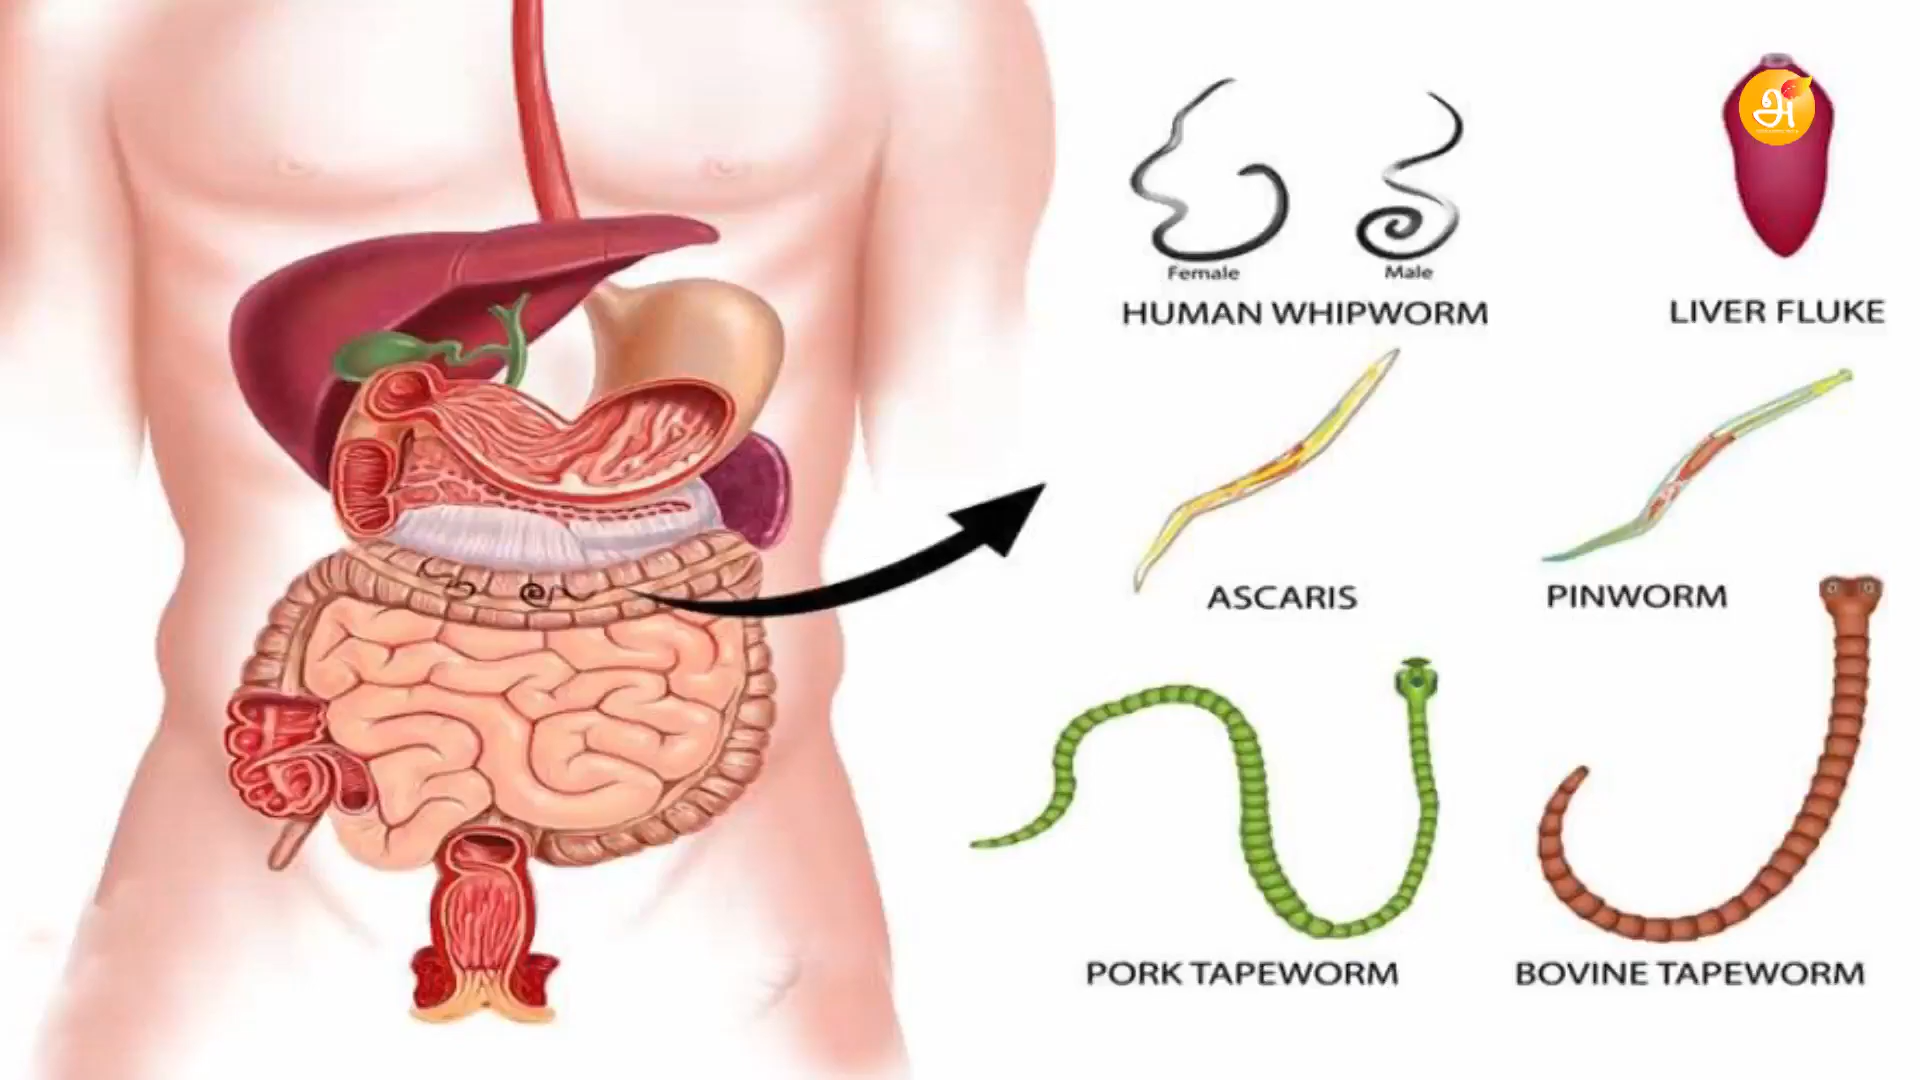 Female
Male
HUMAN WHIPWORM
LIVER FLUKE
ASCARIS
PINWORM
PORK TAPEWORM
BOVINE TAPEWORM
அ